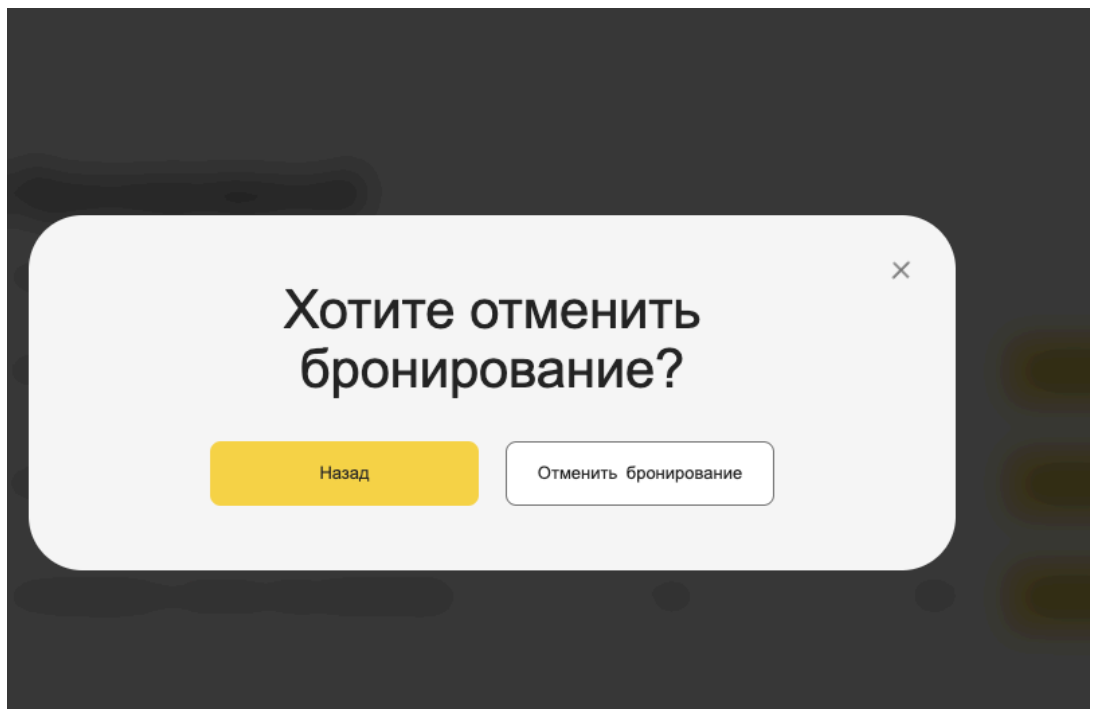 Хотите отменить
бронирование?
Назад
Отменить бронирование